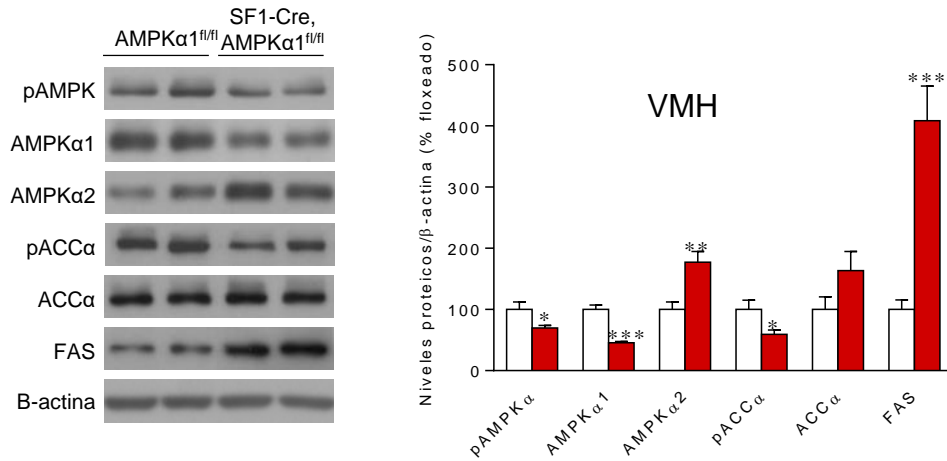 AMPKα1fl/fl
SF1-Cre,
AMPKα1fl/fl
pAMPK
AMPKα1
AMPKα2
pACCα
ACCα
FAS
B-actina
Niveles proteicos/β-actina (% floxeado)
500
400
300
200
100
0
VMH
*
***
**
*
***
pAMPKα
AMPKα1
AMPKα2
pACCα
ACCα
FAS